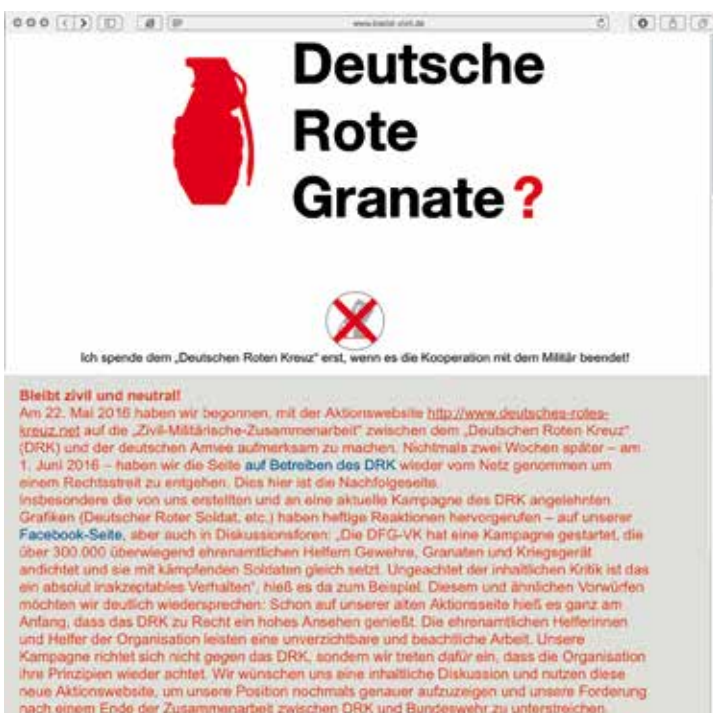 Deutsche
Rote
Granate?
Ich spende dem „Deutschen Roten Kreuz“ erst, wenn es die Kooperation mit dem Militär beendet!
Bleibt zivil und neutral!
Am 22. Mai 2016 haben wir begonnen, mit der Aktionswebsite http://www.deutsches-rotes-
kreuz.net auf die „Zivil-Militärische-Zusammenarbeit“ zwischen dem „Deutschen Roten Kreuz“
(DRK) und der deutschen Armee aufmerksam zu machen. Nichtmals zwei Wochen später – am
1. Juni 2016 – haben wir die Seite auf Betreiben des DRK wieder vom Netz genommen um
einem Rechtsstreit zu entgehen. Dies hier ist die Nachfolgeseite.
Insbesondere die von uns erstellten und an eine aktuelle Kampagne des DRK angelehnten
Grafiken (Deutscher Roter Soldat, etc.) haben heftige Reaktionen hervorgerufen – auf unserer
Facebook-Seite, aber auch in Diskussionsforen: „Die DFG-VK hat eine Kampagne gestartet, die
über 300.000 überwiegend ehrenamtlichen Helfern Gewehre, Granaten und Kriegsgerät
andichtet und sie mit kämpfenden Soldaten gleich setzt. Ungeachtet der inhaltlichen Kritik ist das
ein absolut inakzeptables Verhalten“, hieß es da zum Beispiel. Diesem und ähnlichen Vorwürfen
möchten wir deutlich wiedersprechen: Schon auf unserer alten Aktionsseite hieß es ganz am
Anfang, dass das DRK zu Recht ein hohes Ansehen genießt. Die ehrenamtlichen Helferinnen
und Helfer der Organisation leisten eine unverzichtbare und beachtliche Arbeit. Unsere
Kampagne richtet sich nicht gegen das DRK, sondern wir treten dafür ein, dass die Organisation
ihre Prinzipien wieder achtet. Wir wünschen uns eine inhaltliche Diskussion und nutzen diese
neue Aktionswebsite, um unsere Position nochmals genauer aufzuzeigen und unsere Forderung
nach einem Ende der Zusammenarbeit zwischen DRK und Bundeswehr zu unterstreichen.